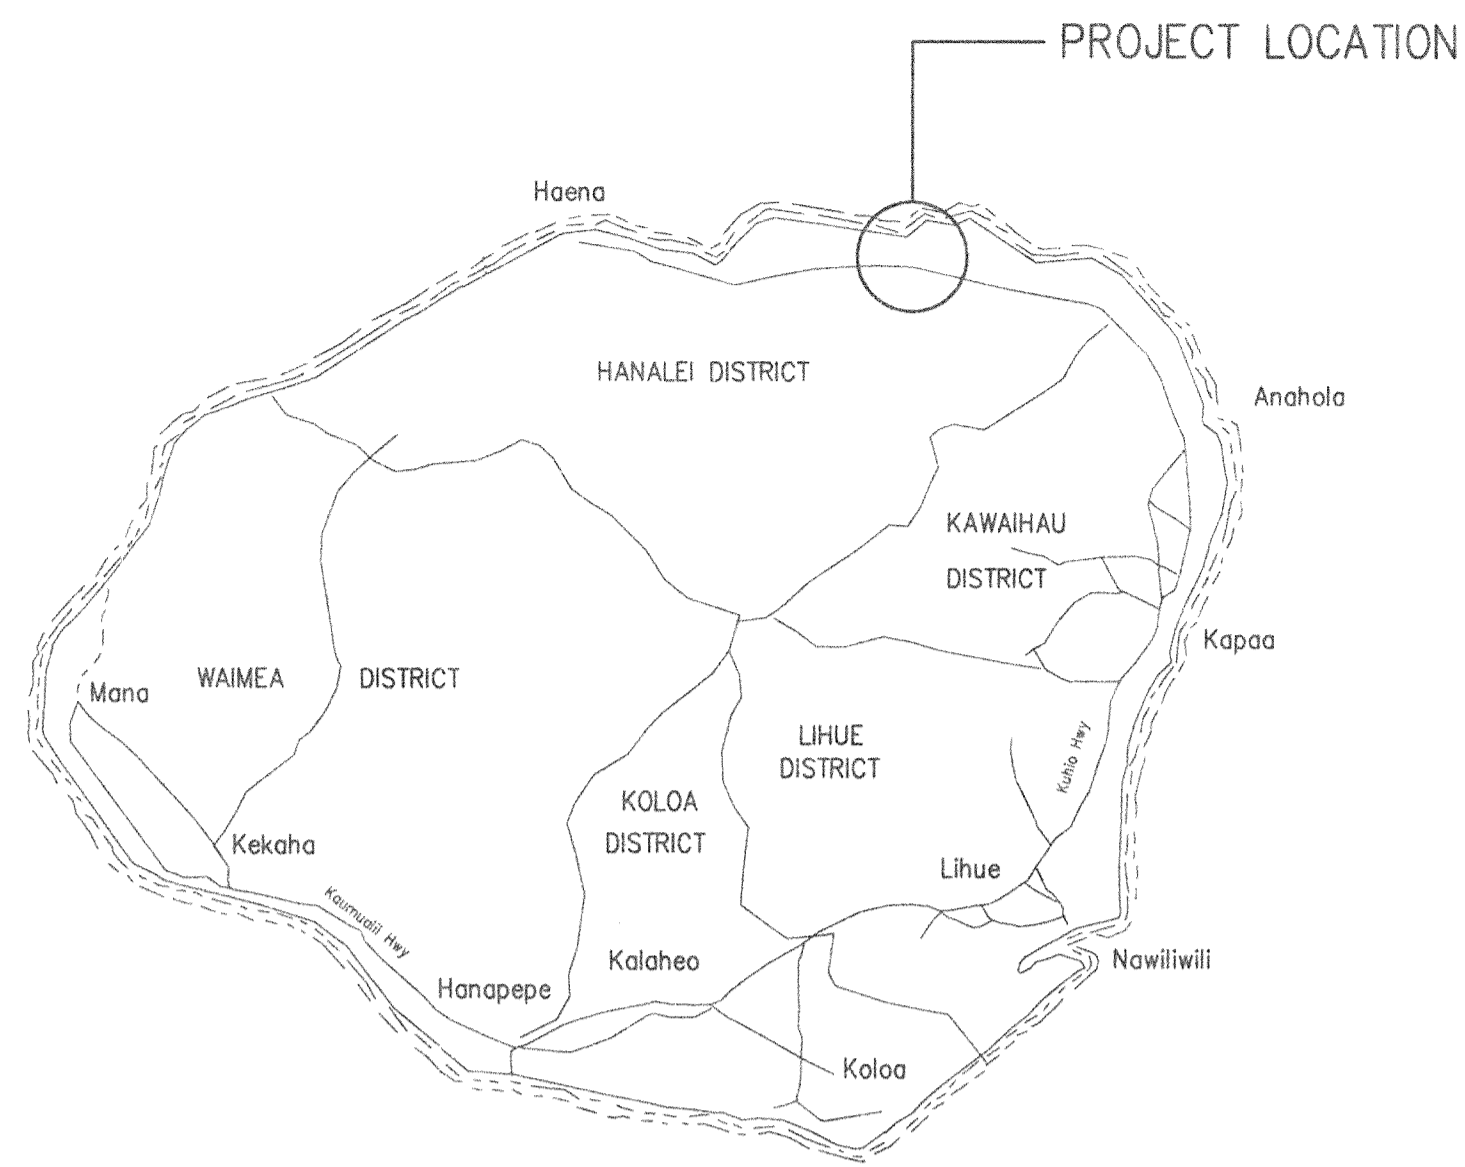 PROJECT LOCATION
Haena
HANALEI DISTRICT
Anahola
KAWAIHAU
DISTRICT
Kapaa
WAIMEA DISTRICT
Mana
LIHUE
DISTRICT
Kuhio Hwy
KOLOA
DISTRICT
Kekaha
Lihue
Kaumualii Hwy
Kalaheo
Nawiliwili
Hanapepe
Koloa